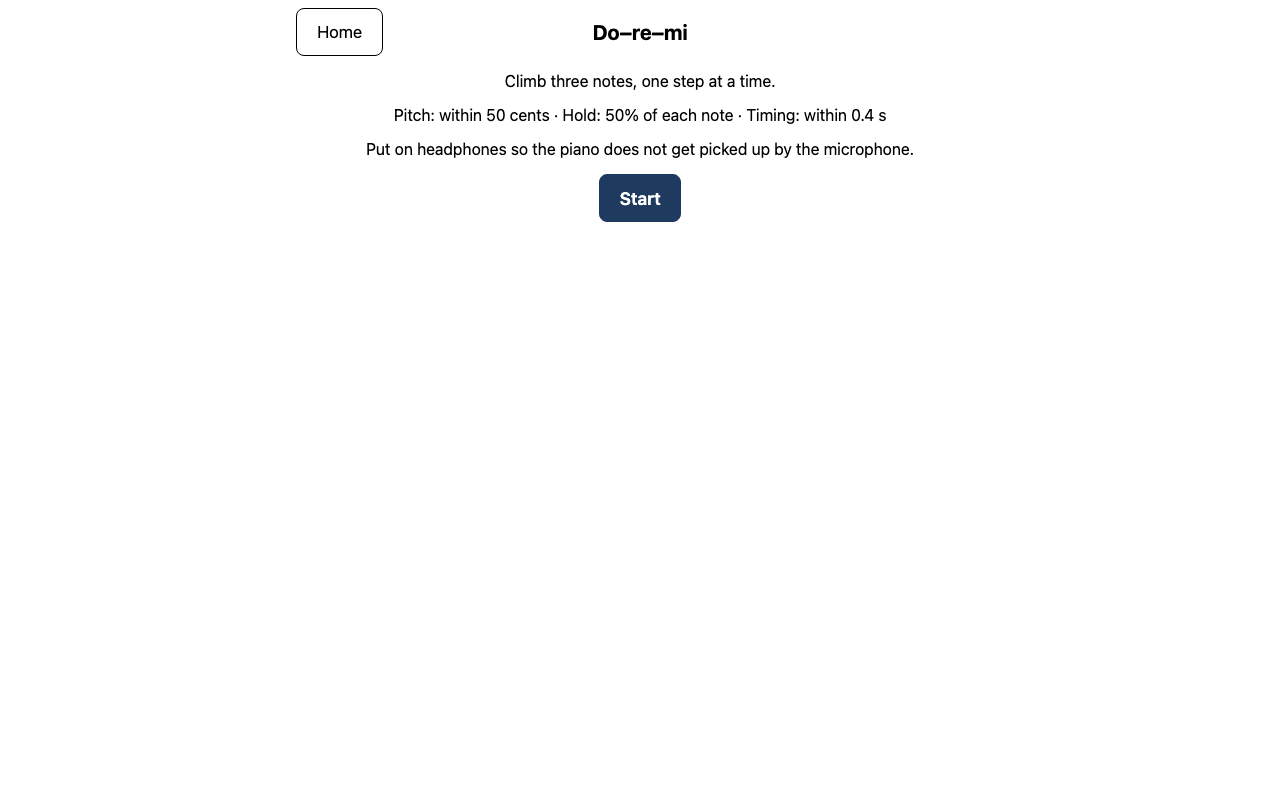 Home
Do–re–mi
Climb three notes, one step at a time.
Pitch: within 50 cents · Hold: 50% of each note · Timing: within 0.4 s
Put on headphones so the piano does not get picked up by the microphone.
Start